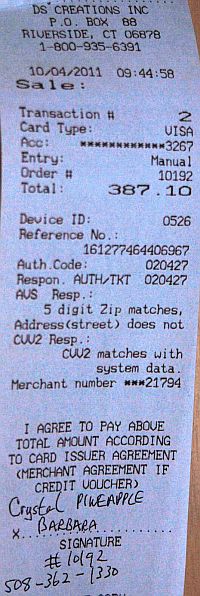 DS CREATIONS INC
P.O. BOX 88
RIVERSIDE, CT 06878
1-800-935-6391
10/04/2011 09:44:58
Sale:
Transaction # 2
Card Type: VISA
Acc: ************3267
Entry: Manual
Order # 10192
Total: 387.10
Device ID: 0526
Reference No.:
161277464406967
Auth.Code: 020427
Respon. AUTH/TKT 020427
AVS Resp.:
5 digit Zip matches,
Address(street) does not
CVV2 Resp.:
CVV2 matches with
system data.
Merchant number ***21794
I AGREE TO PAY ABOVE
TOTAL AMOUNT ACCORDING
TO CARD ISSUER AGREEMENT
(MERCHANT AGREEMENT IF
CREDIT VOUCHER)
Crystal PINEAPPLE
BARBARA
X
SIGNATURE
#10192
508-362-1330